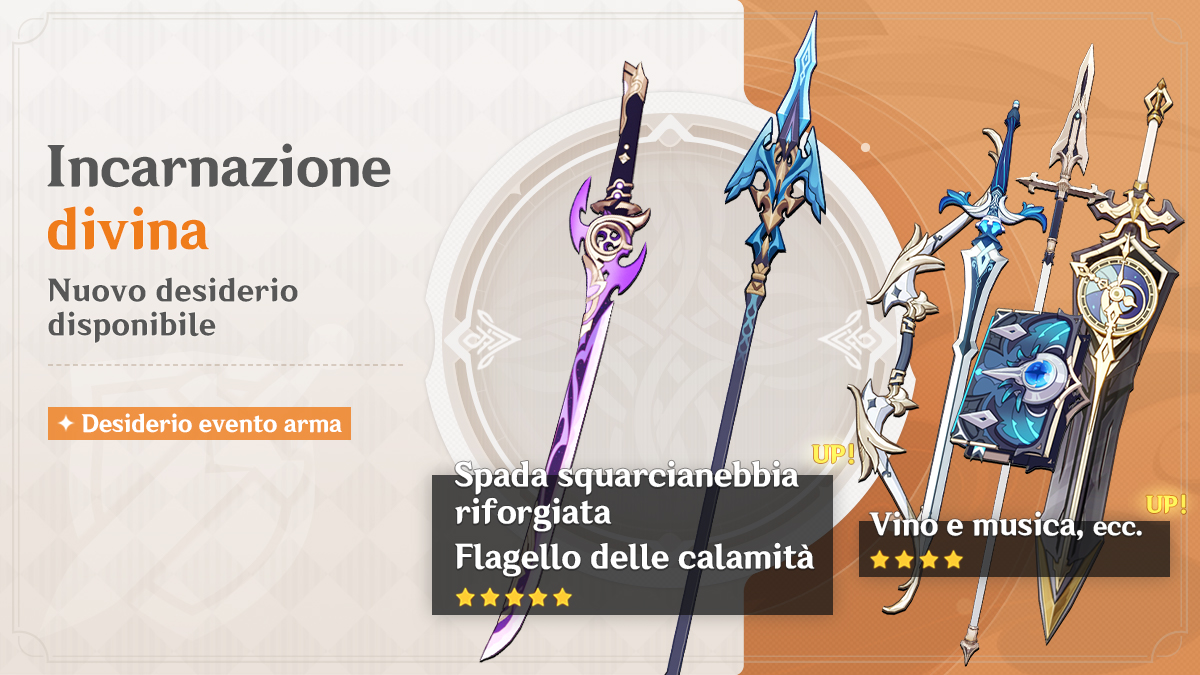 Incarnazione
divina
Nuovo desiderio
disponibile
Desiderio evento arma
UP!
Spada squarcianebbia
riforgiata
Flagello delle calamità
UP!
Vino e musica, ecc.